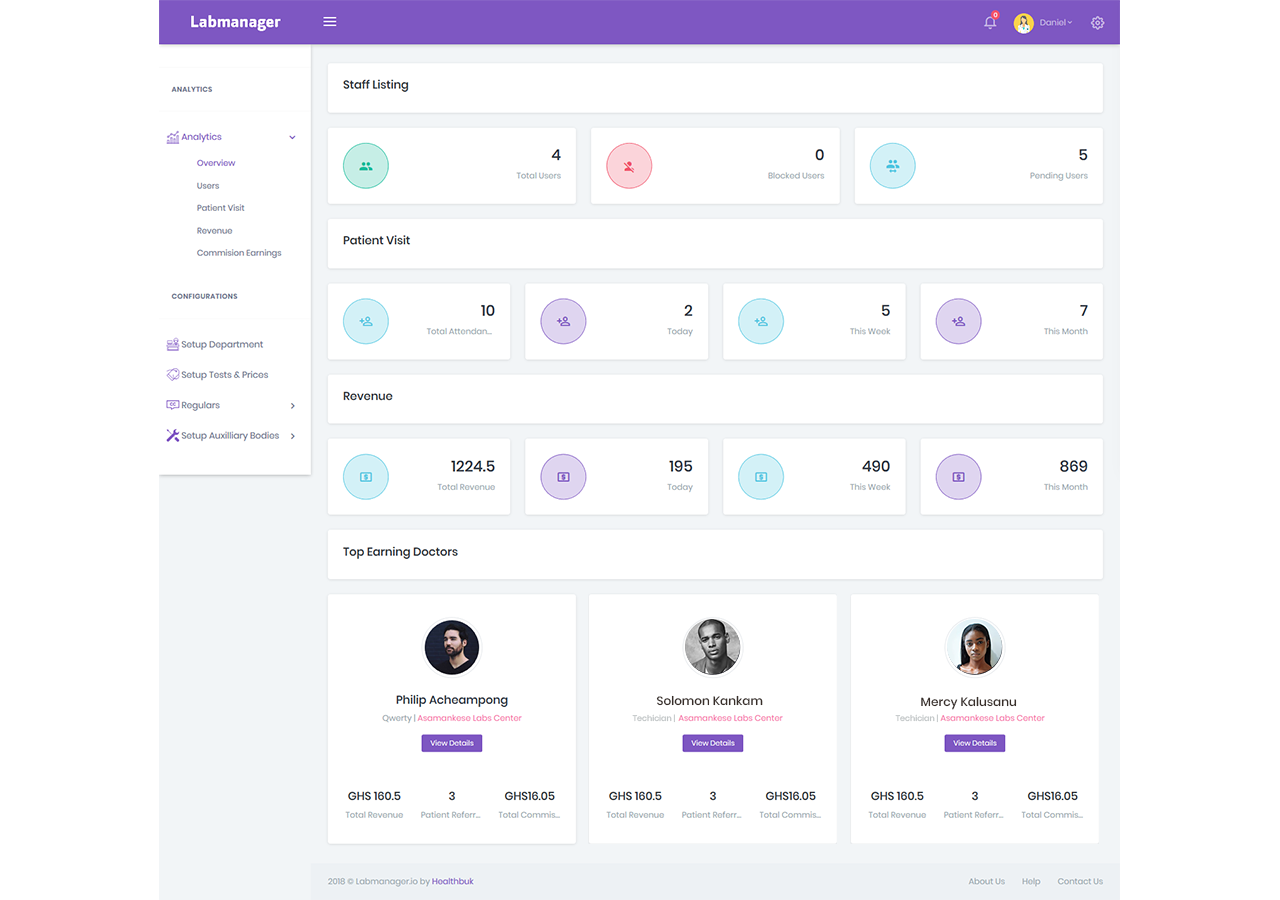 Labmanager
0
Daniel
ANALYTICS
Analytics
Overview
Users
Patient Visit
Revenue
Commision Earnings
CONFIGURATIONS
Setup Department
Setup Tests & Prices
Regulars
Setup Auxilliary Bodies
Staff Listing
4
Total Users
0
Blocked Users
5
Pending Users
Patient Visit
10
Total Attendan...
2
Today
5
This Week
7
This Month
Revenue
1224.5
Total Revenue
195
Today
490
This Week
869
This Month
Top Earning Doctors
Philip Acheampong
Qwerty | Asamankese Labs Center
View Details
GHS 160.5 3 GHS16.05
Total Revenue Patient Referr... Total Commis...
Solomon Kankam
Techician | Asamankese Labs Center
View Details
GHS 160.5 3 GHS16.05
Total Revenue Patient Referr... Total Commis...
Mercy Kalusanu
Techician | Asamankese Labs Center
View Details
GHS 160.5 3 GHS16.05
Total Revenue Patient Referr... Total Commis...
2018 © Labmanager.io by Healthbuk
About Us Help Contact Us